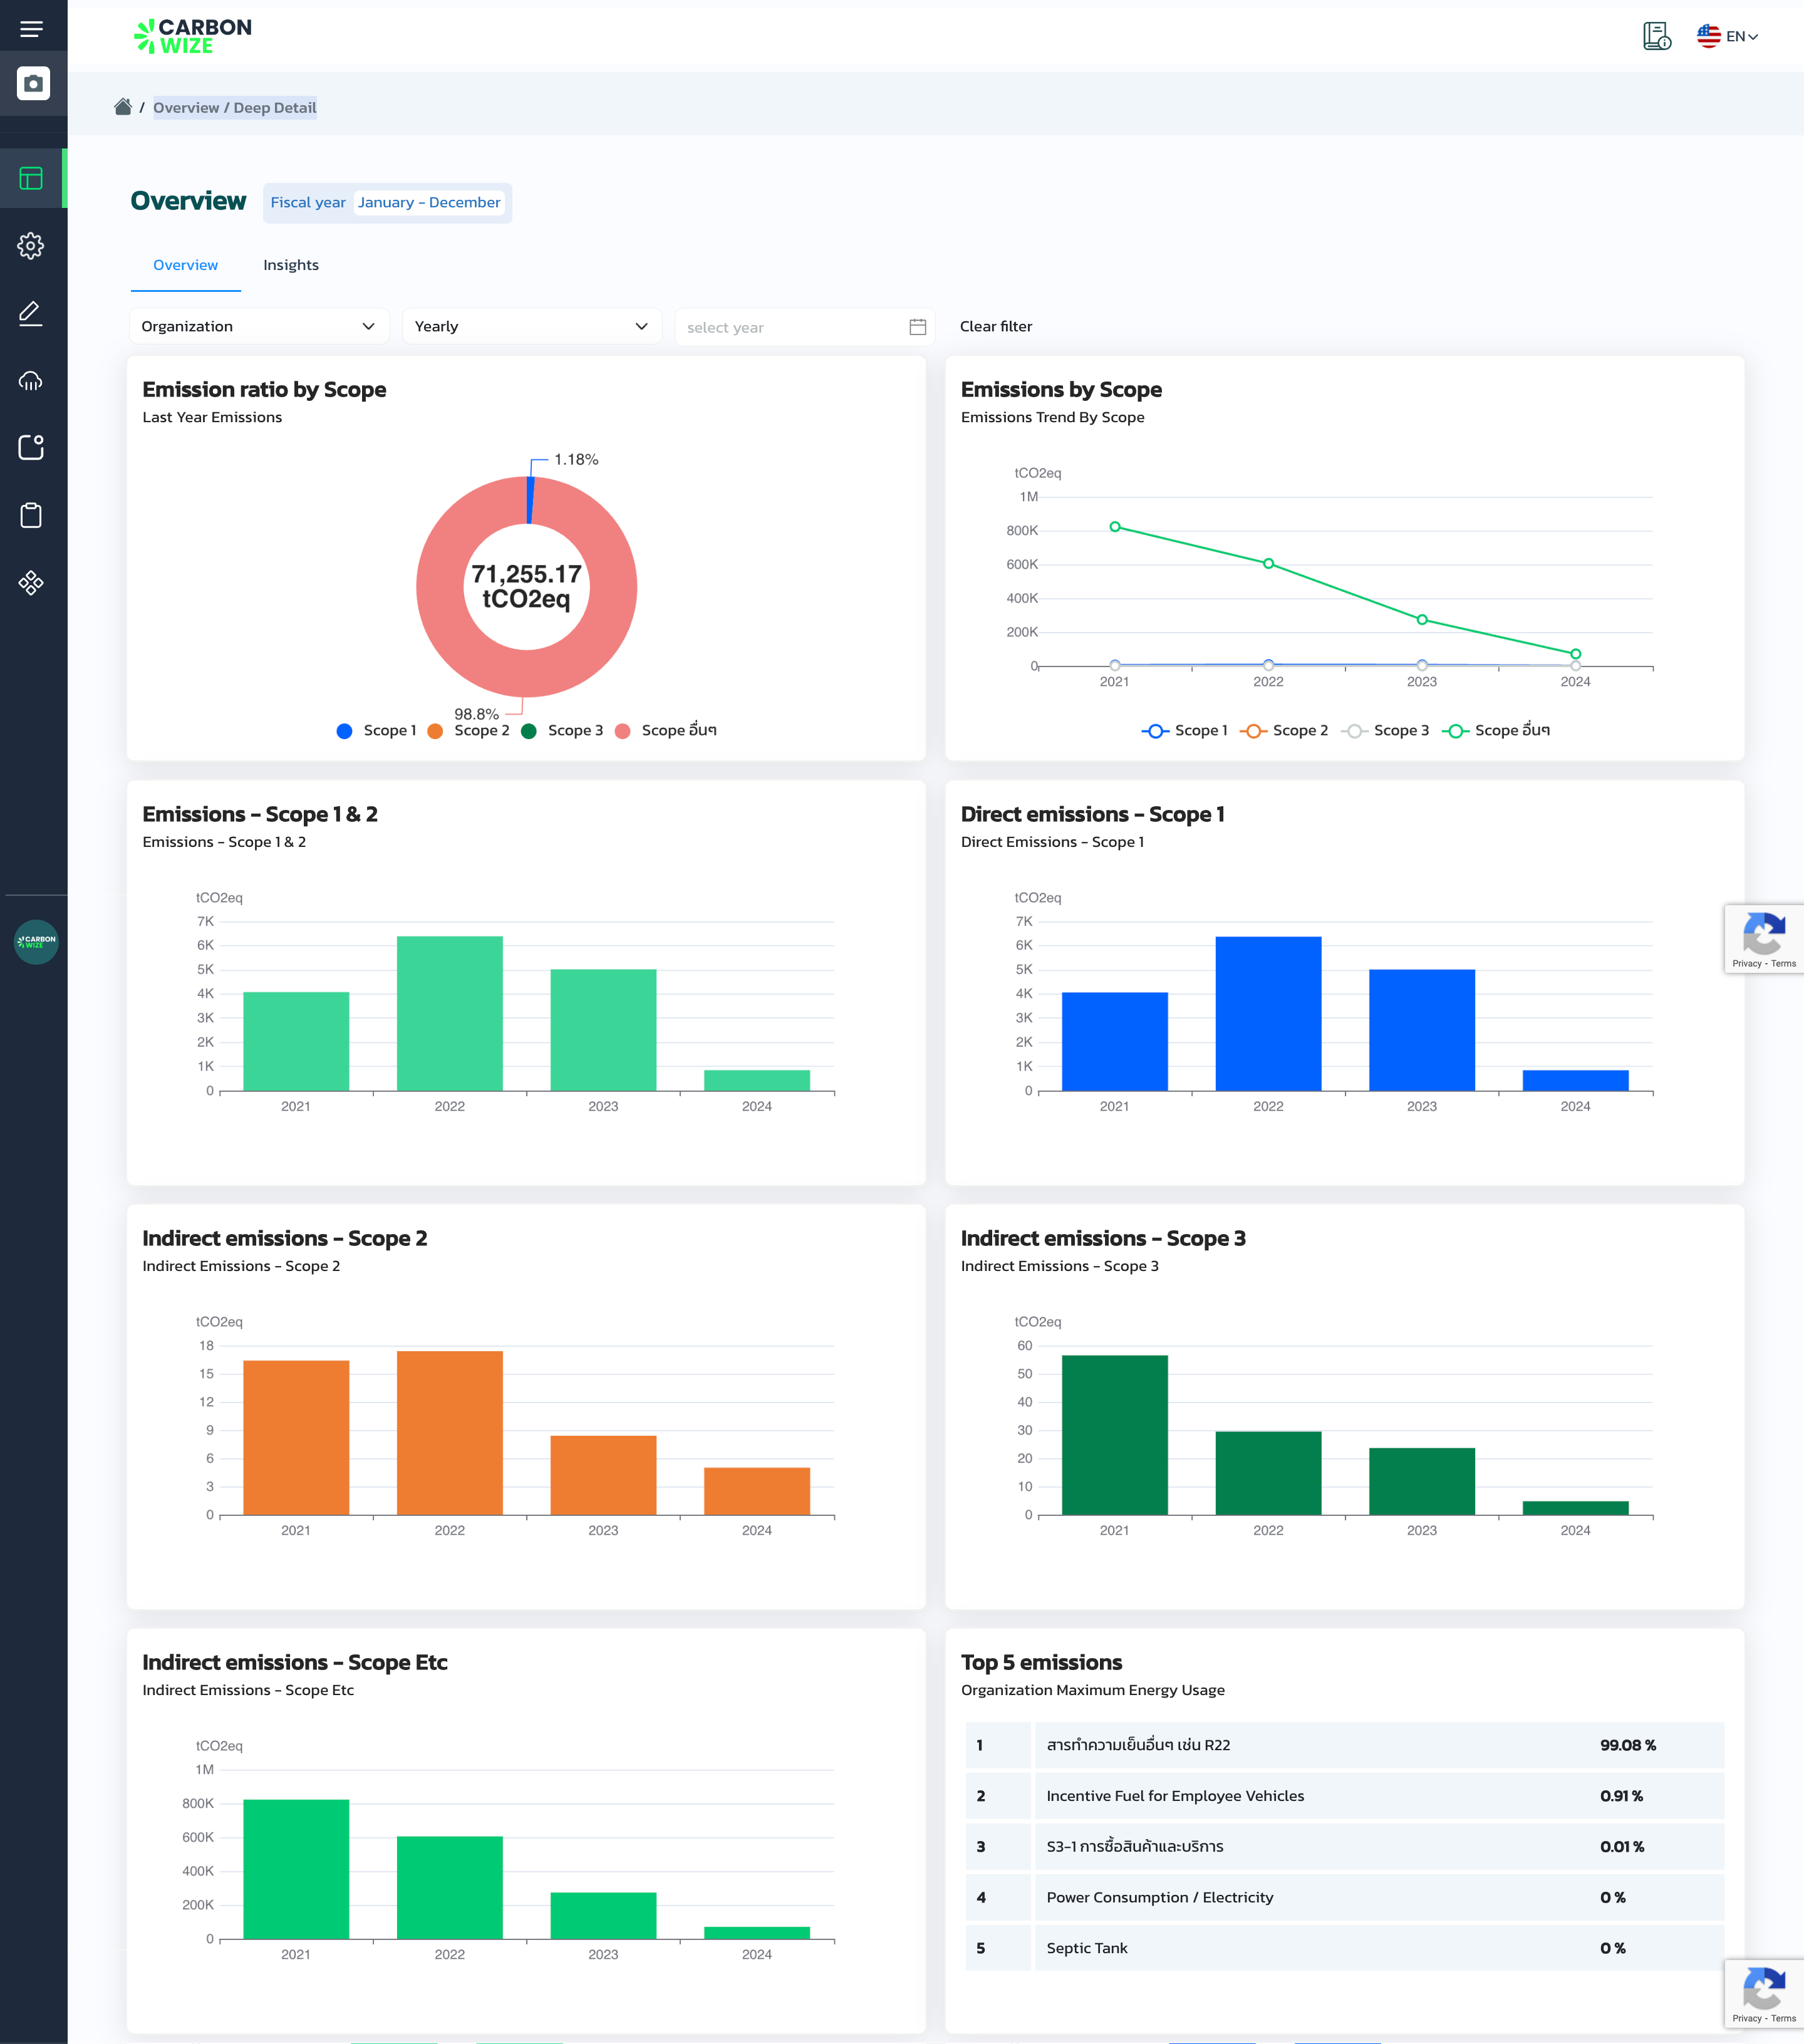 CARBON
WIZE
EN
/ Overview / Deep Detail
Overview
Fiscal year January - December
Overview Insights
Organization Yearly select year Clear filter
Emission ratio by Scope
Last Year Emissions
1.18%
71,255.17
tCO2eq
98.8%
Scope 1 Scope 2 Scope 3 Scope อื่นๆ
Emissions by Scope
Emissions Trend By Scope
tCO2eq
1M
800K
600K
400K
200K
0
2021 2022 2023 2024
Scope 1 Scope 2 Scope 3 Scope อื่นๆ
Emissions - Scope 1 & 2
Emissions - Scope 1 & 2
tCO2eq
7K
6K
5K
4K
3K
2K
1K
0
2021 2022 2023 2024
Direct emissions - Scope 1
Direct Emissions - Scope 1
tCO2eq
7K
6K
5K
4K
3K
2K
1K
0
2021 2022 2023 2024
CARBON
WIZE
Privacy - Terms
Indirect emissions - Scope 2
Indirect Emissions - Scope 2
tCO2eq
18
15
12
9
6
3
0
2021 2022 2023 2024
Indirect emissions - Scope 3
Indirect Emissions - Scope 3
tCO2eq
60
50
40
30
20
10
0
2021 2022 2023 2024
Indirect emissions - Scope Etc
Indirect Emissions - Scope Etc
tCO2eq
1M
800K
600K
400K
200K
0
2021 2022 2023 2024
Top 5 emissions
Organization Maximum Energy Usage
1 สารทำความเย็นอื่นๆ เช่น R22 99.08 %
2 Incentive Fuel for Employee Vehicles 0.91 %
3 S3-1 การซื้อสินค้าและบริการ 0.01 %
4 Power Consumption / Electricity 0 %
5 Septic Tank 0 %
Privacy - Terms